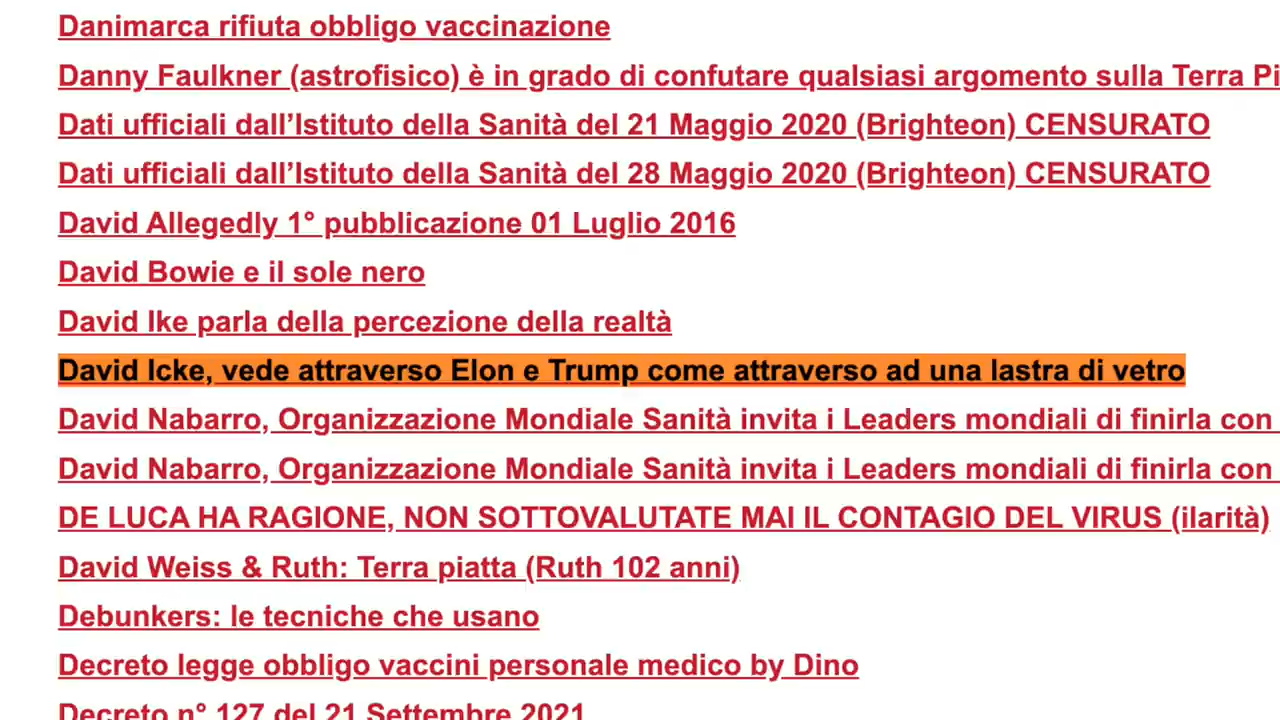 Danimarca rifiuta obbligo vaccinazione
Danny Faulkner (astrofisico) è in grado di confutare qualsiasi argomento sulla Terra Pi
Dati ufficiali dall’Istituto della Sanità del 21 Maggio 2020 (Brighteon) CENSURATO
Dati ufficiali dall’Istituto della Sanità del 28 Maggio 2020 (Brighteon) CENSURATO
David Allegedly 1° pubblicazione 01 Luglio 2016
David Bowie e il sole nero
David Ike parla della percezione della realtà
David Icke, vede attraverso Elon e Trump come attraverso ad una lastra di vetro
David Nabarro, Organizzazione Mondiale Sanità invita i Leaders mondiali di finirla con
David Nabarro, Organizzazione Mondiale Sanità invita i Leaders mondiali di finirla con
DE LUCA HA RAGIONE, NON SOTTOVALUTATE MAI IL CONTAGIO DEL VIRUS (ilarità)
David Weiss & Ruth: Terra piatta (Ruth 102 anni)
Debunkers: le tecniche che usano
Decreto legge obbligo vaccini personale medico by Dino
Decreto n° 127 del 21 Settembre 2021